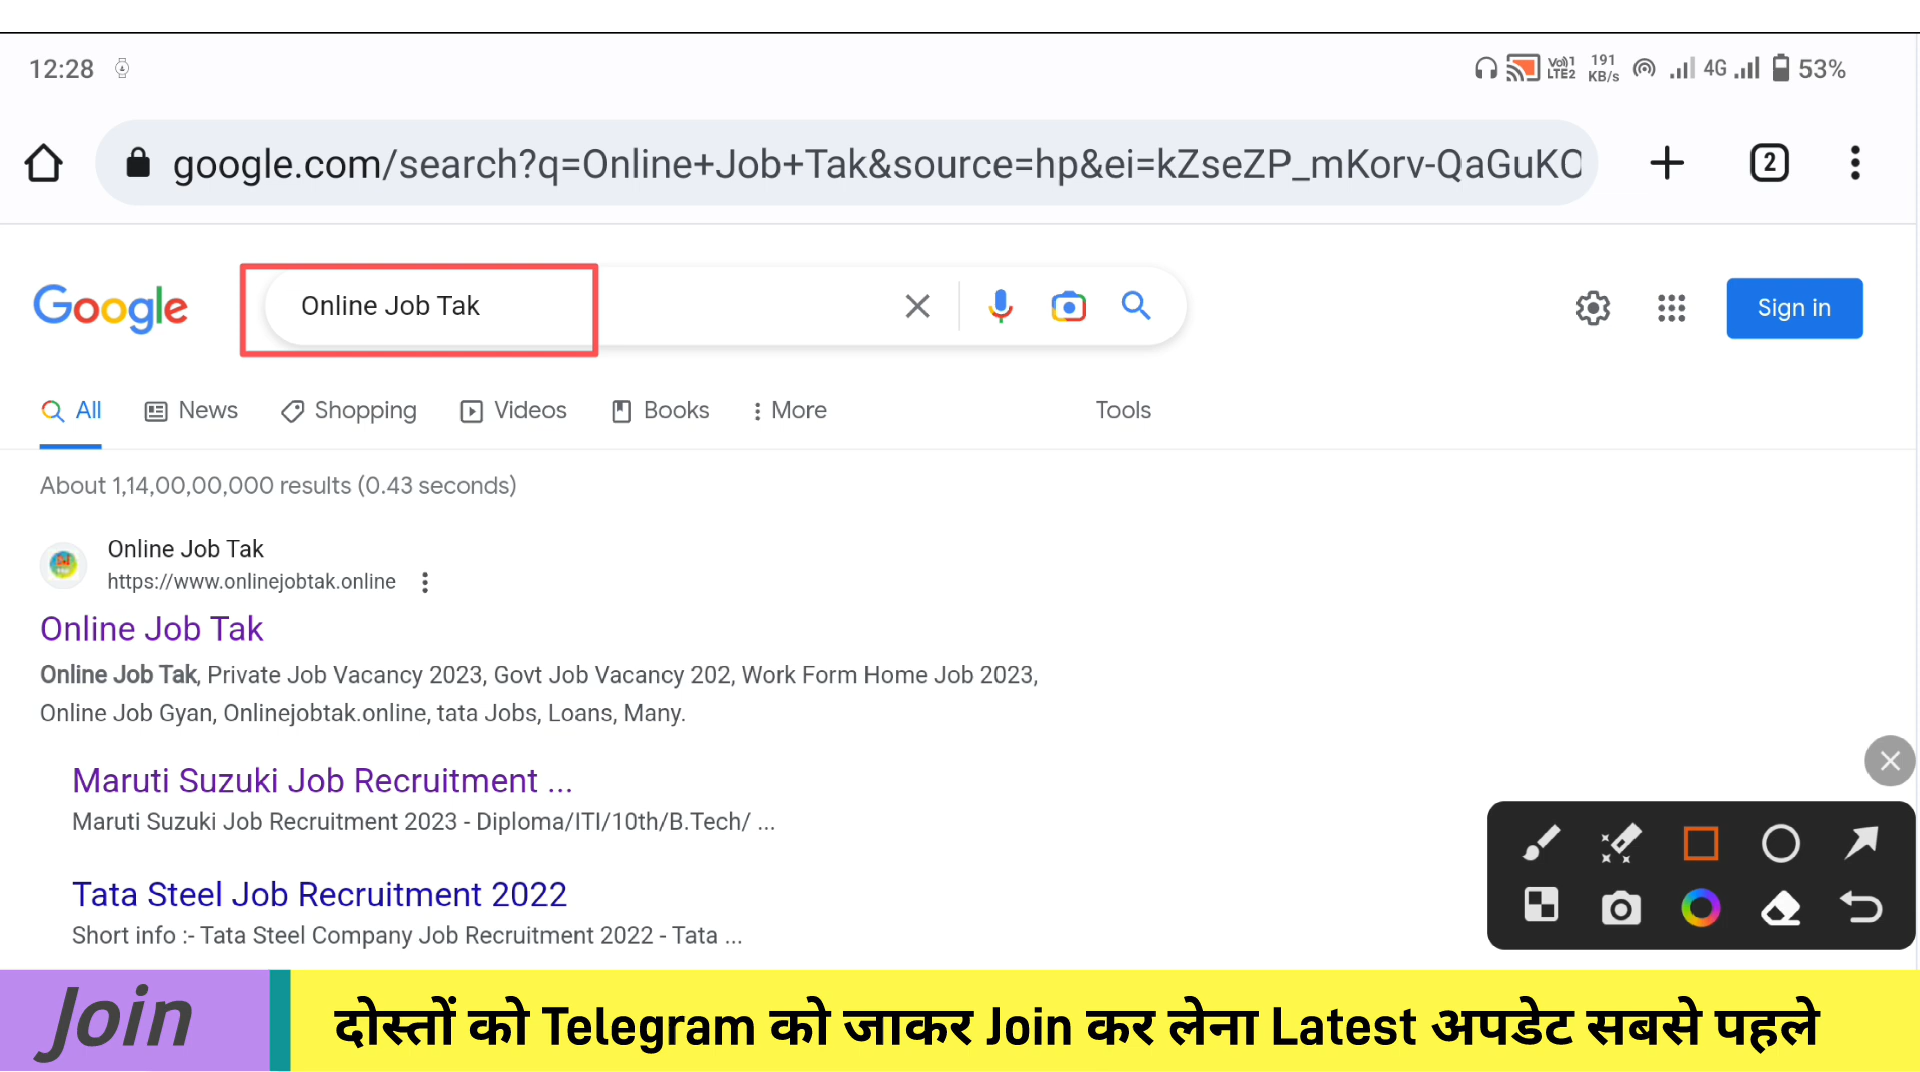 12:28 Vo)) 1 LTE2 191 KB/s 4G 53%
google.com/search?q=Online+Job+Tak&source=hp&ei=kZseZP_mKorv-QaGuKC 2
Google Online Job Tak Sign in
All News Shopping Videos Books More Tools
About 1,14,00,00,000 results (0.43 seconds)
Online Job Tak
https://www.onlinejobtak.online
Online Job Tak
Online Job Tak, Private Job Vacancy 2023, Govt Job Vacancy 202, Work Form Home Job 2023,
Online Job Gyan, Onlinejobtak.online, tata Jobs, Loans, Many.
Maruti Suzuki Job Recruitment ...
Maruti Suzuki Job Recruitment 2023 - Diploma/ITI/10th/B.Tech/ ...
Tata Steel Job Recruitment 2022
Short info :- Tata Steel Company Job Recruitment 2022 - Tata ...
Join दोस्तों को Telegram को जाकर Join कर लेना Latest अपडेट सबसे पहले